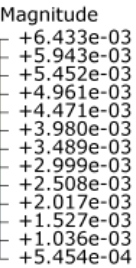 Magnitude
+6.433e-03
+5.943e-03
+5.452e-03
+4.961e-03
+4.471e-03
+3.980e-03
+3.489e-03
+2.999e-03
+2.508e-03
+2.017e-03
+1.527e-03
+1.036e-03
+5.454e-04